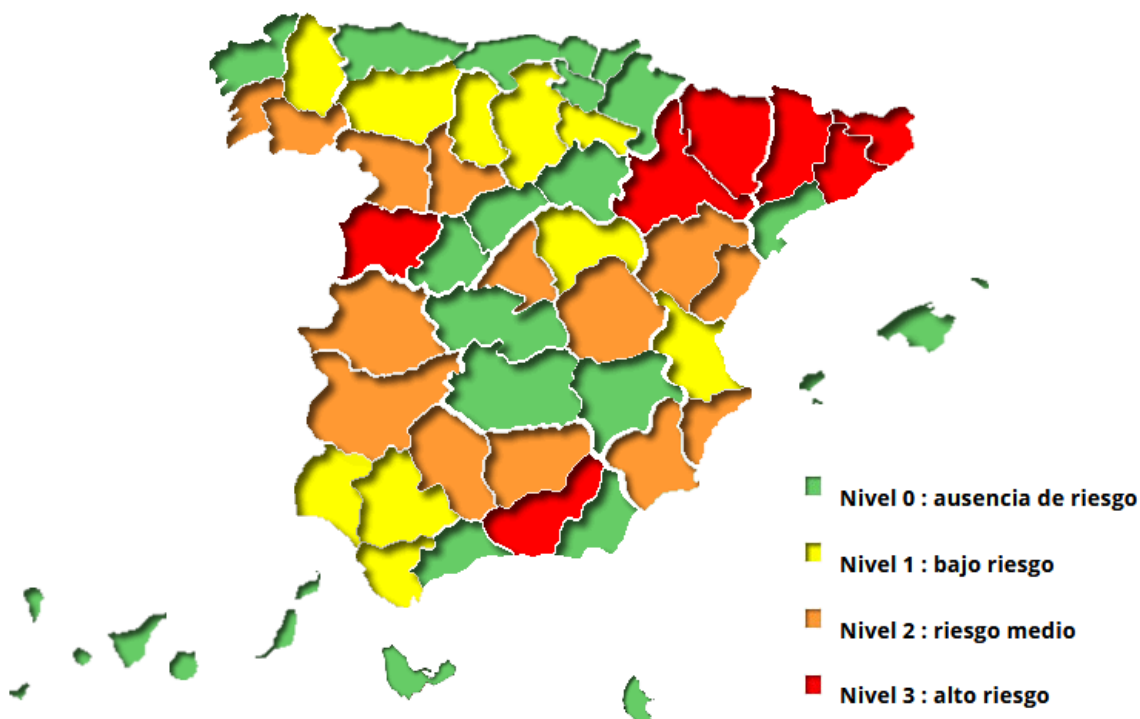 Nivel 0 : ausencia de riesgo
Nivel 1 : bajo riesgo
Nivel 2 : riesgo medio
Nivel 3 : alto riesgo